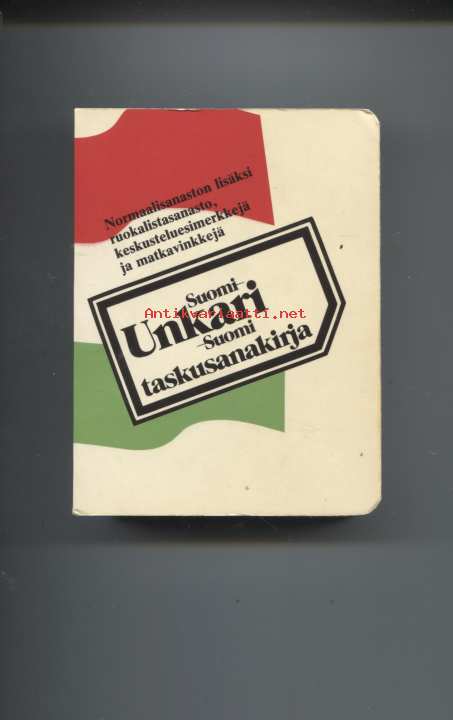 Normaalisanaston lisäksi
ruokalistasanasto,
keskusteluesimerkkejä
ja matkavinkkejä
Suomi–
Unkari
–Suomi
taskusanakirja
Antikvariaatti.net